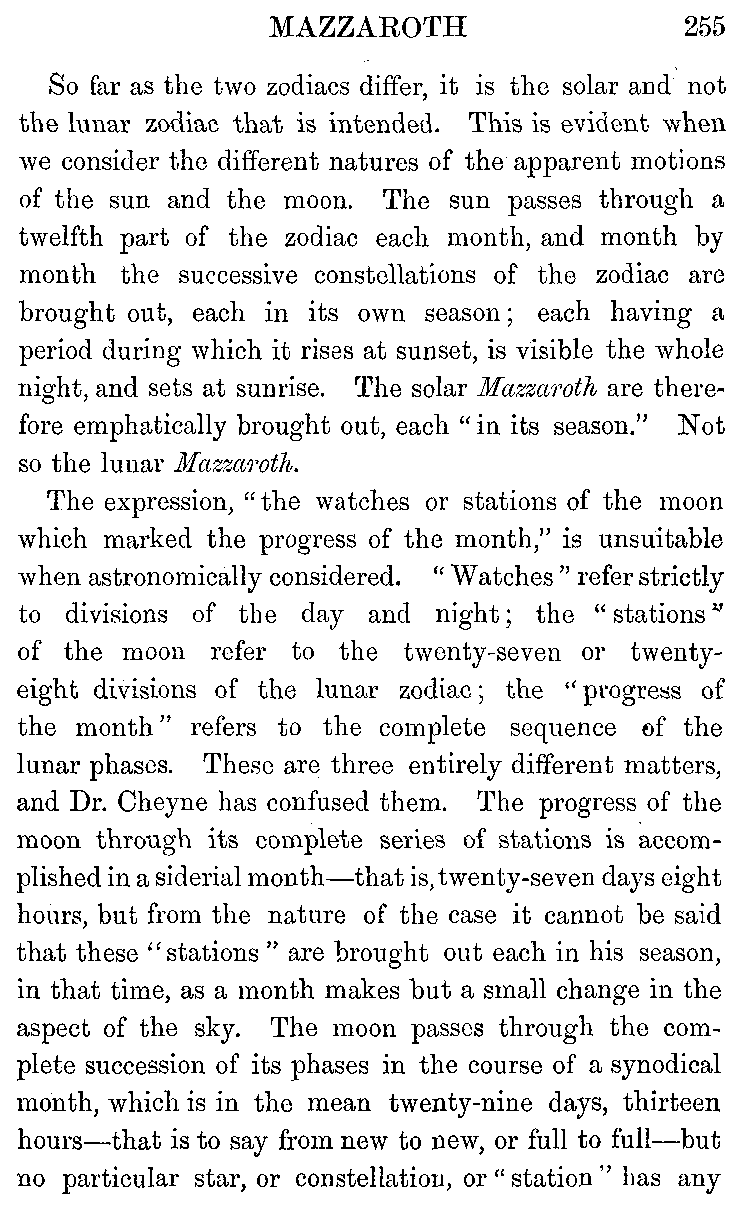 MAZZAROTH 255
So far as the two zodiacs differ, it is the solar and not
the lunar zodiac that is intended. This is evident when
we consider the different natures of the apparent motions
of the sun and the moon. The sun passes through a
twelfth part of the zodiac each month, and month by
month the successive constellations of the zodiac are
brought out, each in its own season; each having a
period during which it rises at sunset, is visible the whole
night, and sets at sunrise. The solar Mazzaroth are there-
fore emphatically brought out, each "in its season." Not
so the lunar Mazzaroth.
The expression, "the watches or stations of the moon
which marked the progress of the month," is unsuitable
when astronomically considered. "Watches" refer strictly
to divisions of the day and night; the "stations"
of the moon refer to the twenty-seven or twenty-
eight divisions of the lunar zodiac; the "progress of
the month" refers to the complete sequence of the
lunar phases. These are three entirely different matters,
and Dr. Cheyne has confused them. The progress of the
moon through its complete series of stations is accom-
plished in a siderial month—that is, twenty-seven days eight
hours, but from the nature of the case it cannot be said
that these "stations" are brought out each in his season,
in that time, as a month makes but a small change in the
aspect of the sky. The moon passes through the com-
plete succession of its phases in the course of a synodical
month, which is in the mean twenty-nine days, thirteen
hours—that is to say from new to new, or full to full—but
no particular star, or constellation, or "station" has any